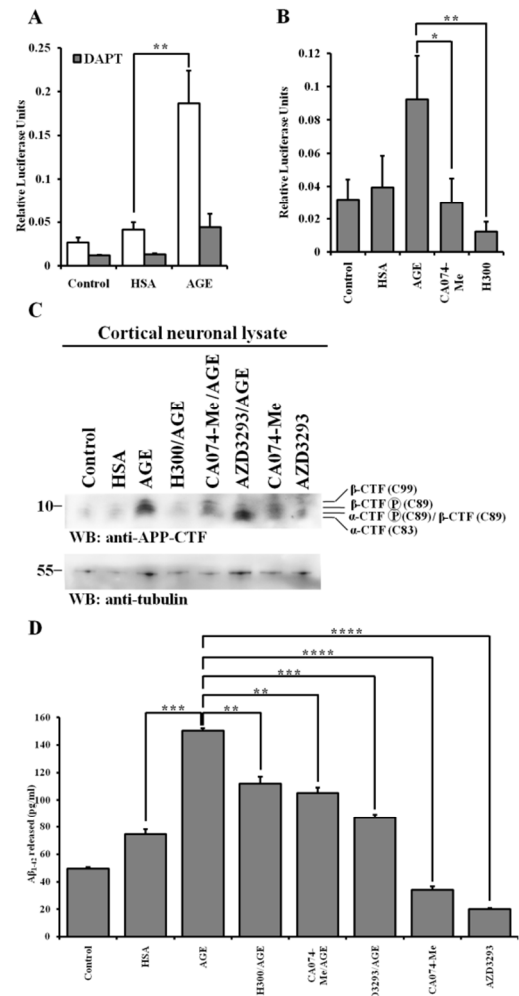 A
**
0.25
0.2
0.15
0.1
0.05
0
Relative Luciferase Units
DAPT
Control HSA AGE
B
**
*
0.12
0.1
0.08
0.06
0.04
0.02
0
Relative Luciferase Units
Control
HSA
AGE
CA074-
Me
H300
C
Cortical neuronal lysate
Control
HSA
AGE
H300/AGE
CA074-Me/AGE
AZD3293/AGE
CA074-Me
AZD3293
10
β-CTF (C99)
β-CTF Ⓟ (C89)
α-CTF Ⓟ (C89) / β-CTF (C89)
α-CTF (C83)
WB: anti-APP-CTF
55
WB: anti-tubulin
D
****
****
***
**
*** **
160
140
120
100
80
60
40
20
0
Aβ1-42 released (pg/ml)
Control
HSA
AGE
H300/AGE
CA074-
Me/AGE
D3293/AGE
CA074-Me
AZD3293